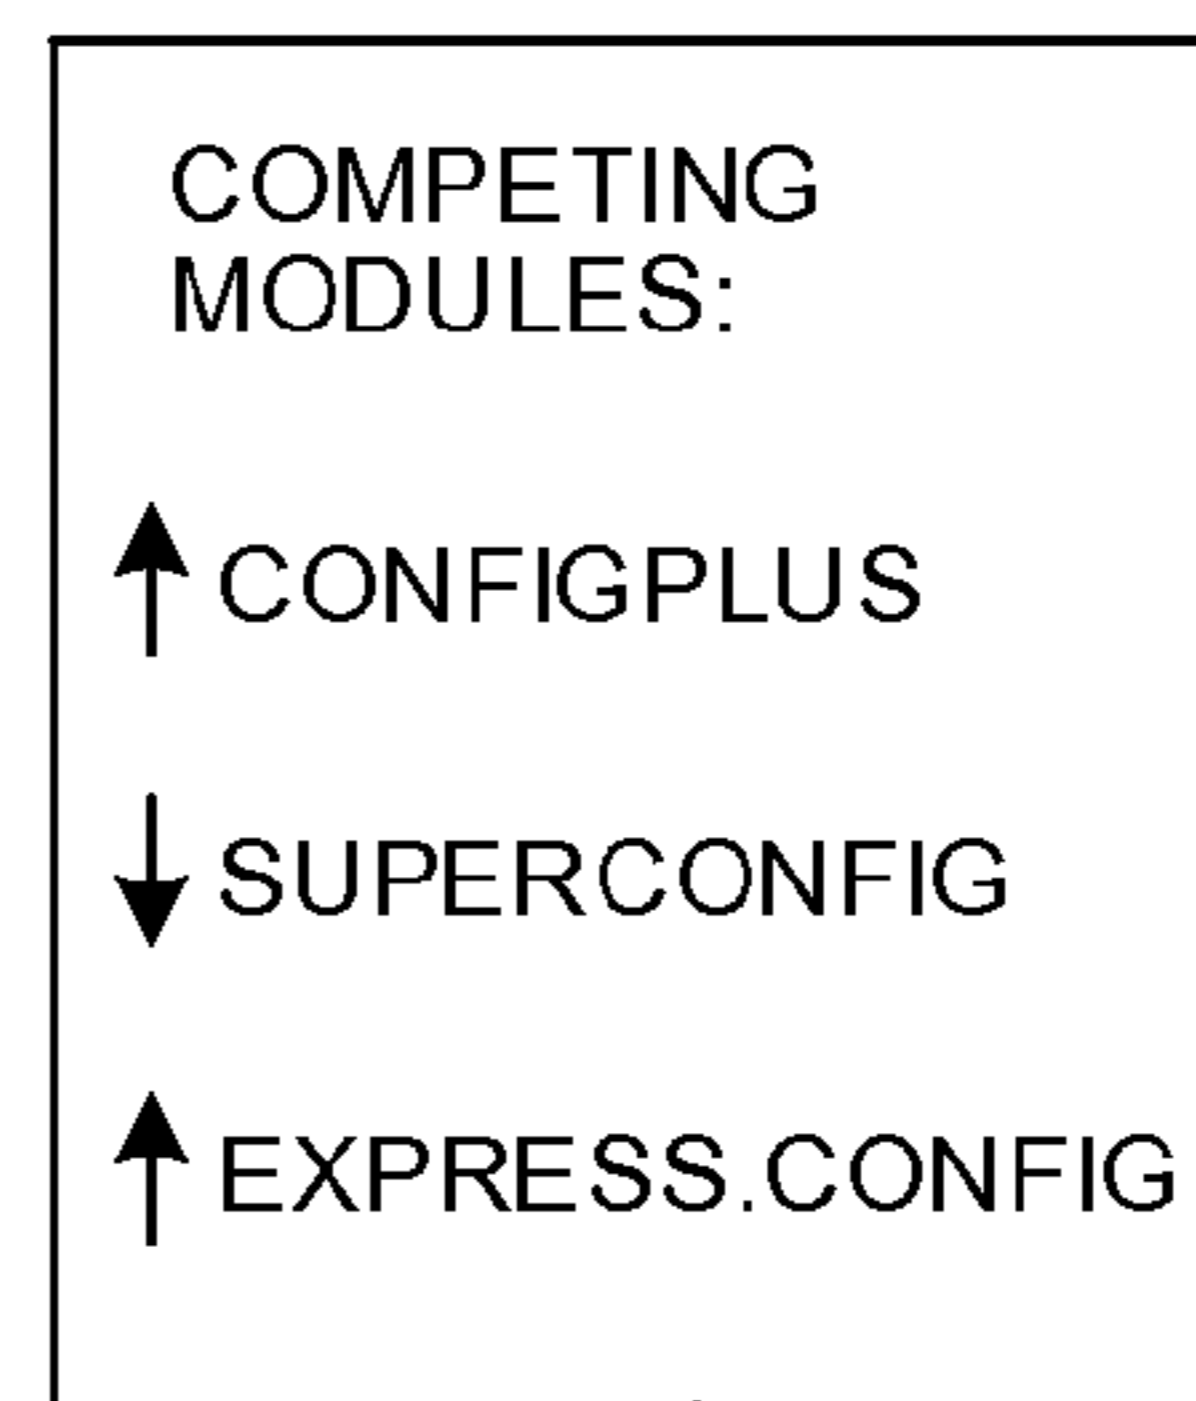 COMPETING
MODULES:
↑ CONFIGPLUS
↓ SUPERCONFIG
↑ EXPRESS.CONFIG